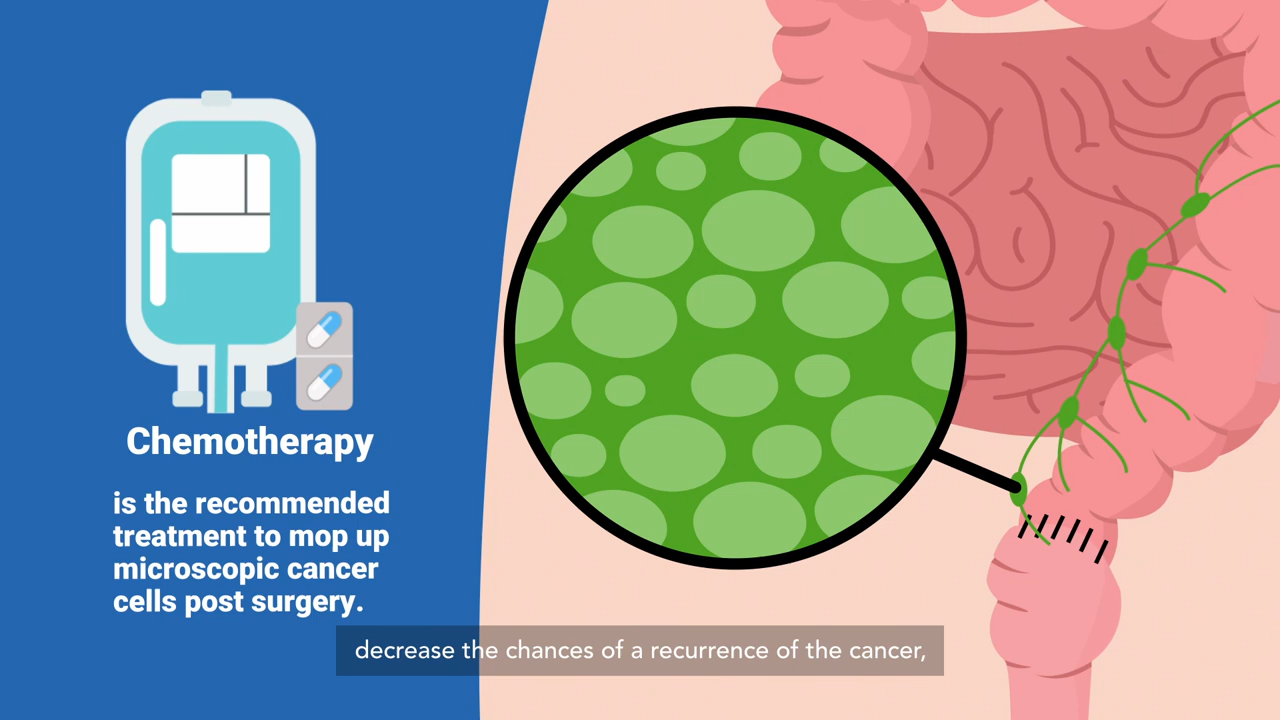 Chemotherapy
is the recommended
treatment to mop up
microscopic cancer
cells post surgery.
decrease the chances of a recurrence of the cancer,